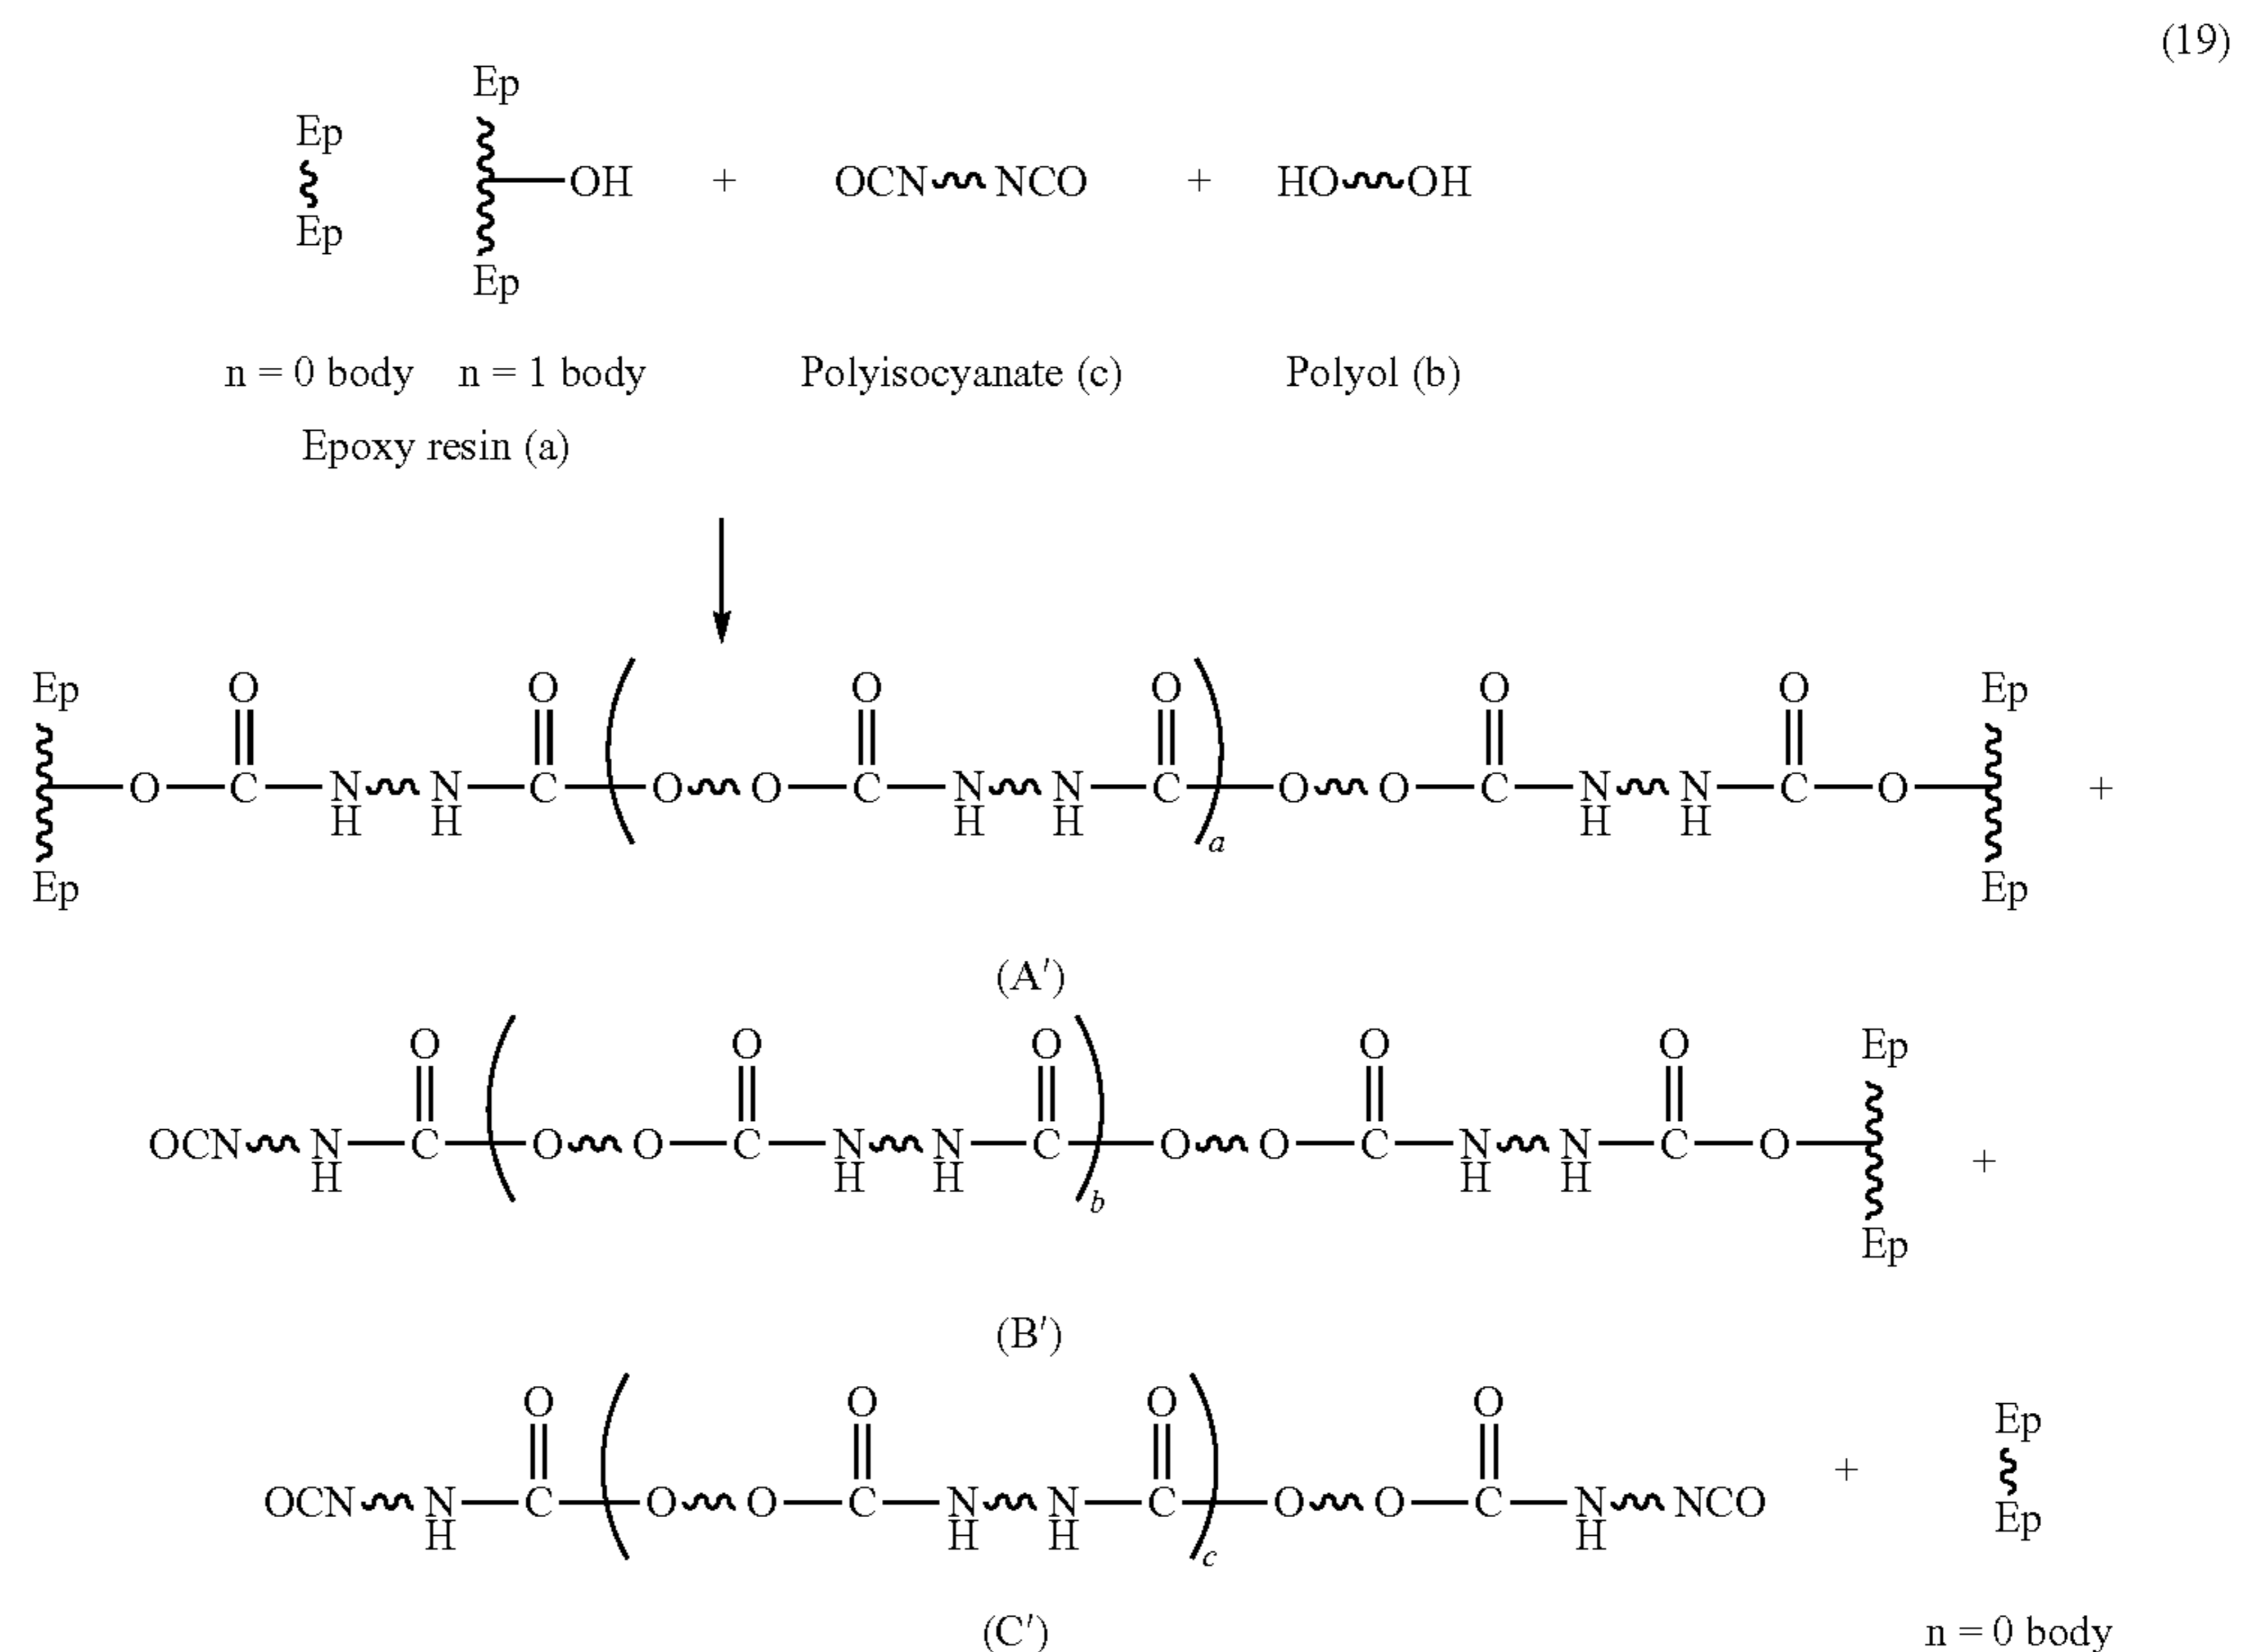 (19)
Ep Ep
Ep Ep
OH + OCN NCO + HO OH
n = 0 body n = 1 body Polyisocyanate (c) Polyol (b)
Epoxy resin (a)
Ep O O O O O O Ep
O C N N C O O C N N C O O C N N C O +
H H H H H H
a
Ep Ep
(A′)
O O O O O Ep
OCN N C O O C N N C O O C N N C O +
H H H H H
b
Ep
(B′)
O O O O Ep
OCN N C O O C N N C O O C N NCO +
H H H H Ep
c
(C′) n = 0 body